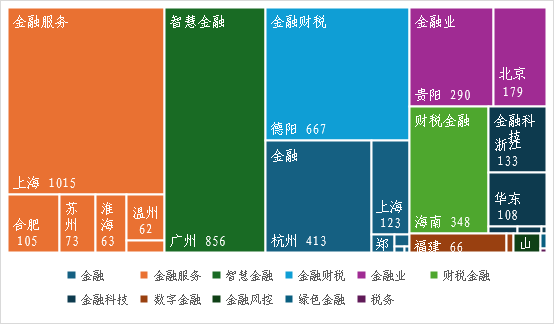 金融服务
上海 1015
合肥
105
苏
州
73
淮
海
63
温州
62
智慧金融
广州 856
金融财税
德阳 667
金融
杭州 413
上海
123
郑
金融业
贵阳 290
北京
179
财税金融
海南 348
金融科
技
浙江
133
华东
108
福建 66
山
金融
金融服务
智慧金融
金融财税
金融业
财税金融
金融科技
数字金融
金融风控
绿色金融
税务